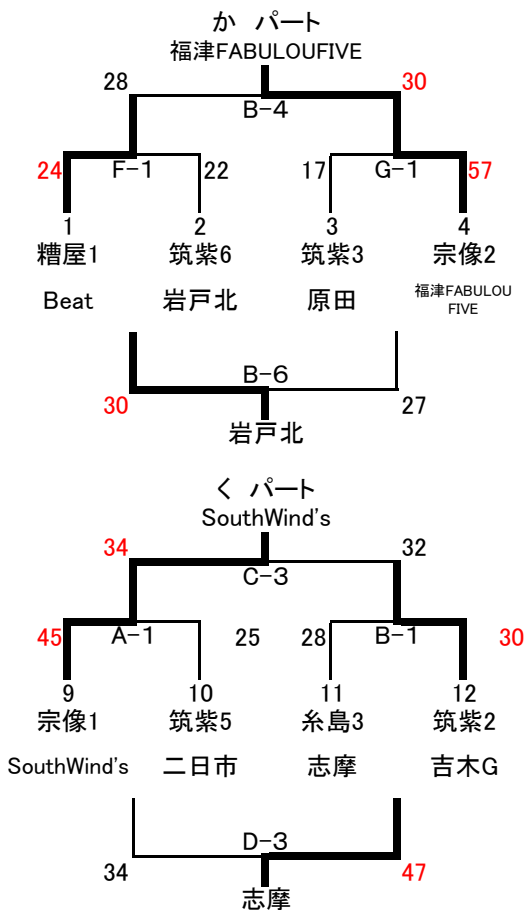 か パート
福津FABULOUFIVE
28 30
B-4
24 F-1 22 17 G-1 57
1 2 3 4
糟屋1 筑紫6 筑紫3 宗像2
Beat 岩戸北 原田 福津FABULOU
FIVE
B-6
30 27
岩戸北
く パート
SouthWind's
34 32
C-3
45 A-1 25 28 B-1 30
9 10 11 12
宗像1 筑紫5 糸島3 筑紫2
SouthWind's 二日市 志摩 吉木G
D-3
34 47
志摩